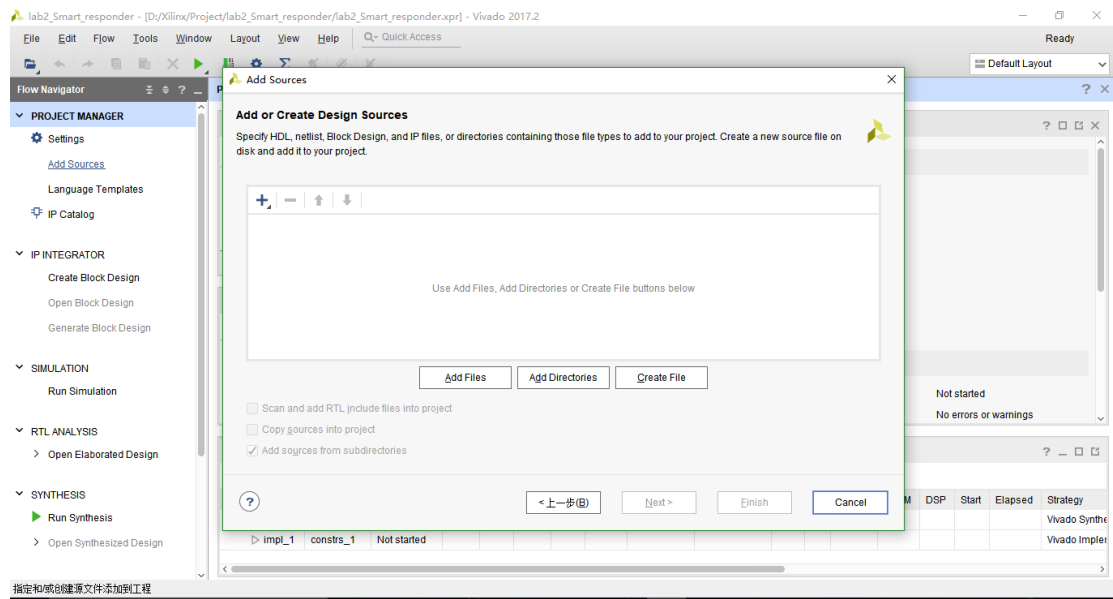 lab2_Smart_responder - [D:/Xilinx/Project/lab2_Smart_responder/lab2_Smart_responder.xpr] - Vivado 2017.2
File Edit Flow Tools Window Layout View Help Quick Access Ready
Default Layout
Flow Navigator
PROJECT MANAGER
Settings
Add Sources
Language Templates
IP Catalog
IP INTEGRATOR
Create Block Design
Open Block Design
Generate Block Design
SIMULATION
Run Simulation
RTL ANALYSIS
Open Elaborated Design
SYNTHESIS
Run Synthesis
Open Synthesized Design
Add Sources
Add or Create Design Sources
Specify HDL, netlist, Block Design, and IP files, or directories containing those file types to add to your project. Create a new source file on
disk and add it to your project.
Use Add Files, Add Directories or Create File buttons below
Add Files Add Directories Create File
Scan and add RTL include files into project
Copy sources into project
Add sources from subdirectories
?
<上一步(B) Next > Finish Cancel
Not started
No errors or warnings
M DSP Start Elapsed Strategy
Vivado Synthe
impl_1 constrs_1 Not started Vivado Impler
指定和/或创建源文件添加到工程